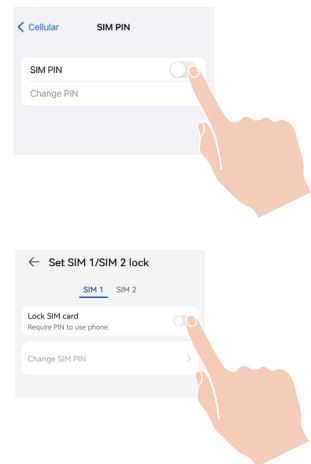 Cellular SIM PIN
SIM PIN
Change PIN
Set SIM 1/SIM 2 lock
SIM 1 SIM 2
Lock SIM card
Require PIN to use phone.
Change SIM PIN